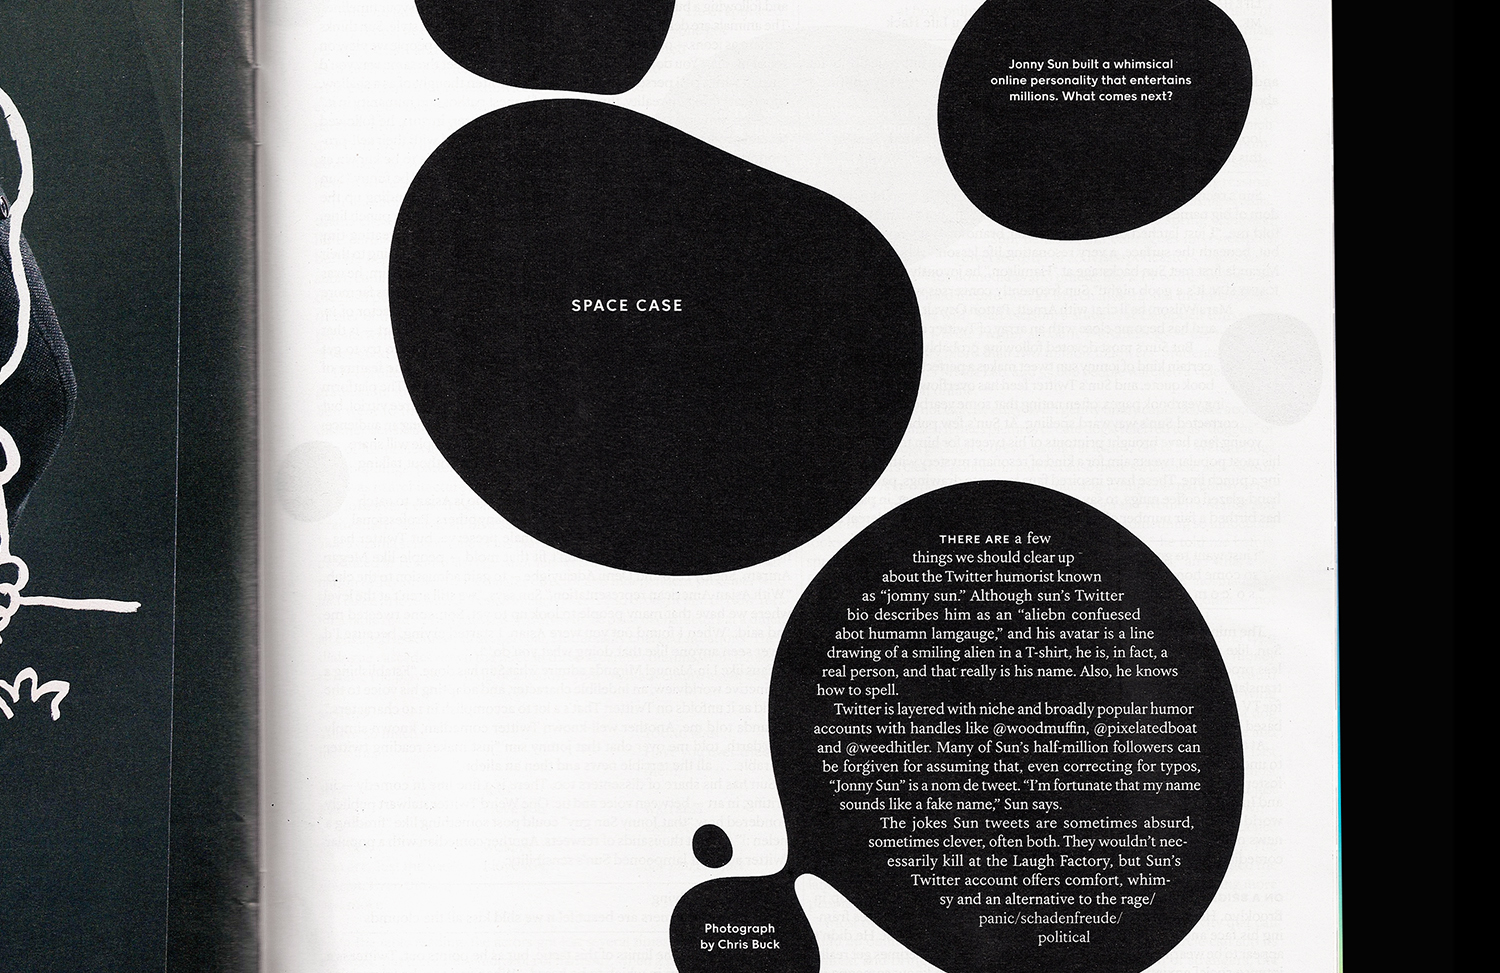 Jonny Sun built a whimsical
online personality that entertains
millions. What comes next?
SPACE CASE
THERE ARE a few
things we should clear up
about the Twitter humorist known
as “jomny sun.” Although sun’s Twitter
bio describes him as an “aliebn confuesed
abot humamn lamgauge,” and his avatar is a line
drawing of a smiling alien in a T-shirt, he is, in fact, a
real person, and that really is his name. Also, he knows
how to spell.
Twitter is layered with niche and broadly popular humor
accounts with handles like @woodmuffin, @pixelatedboat
and @weedhitler. Many of Sun’s half-million followers can
be forgiven for assuming that, even correcting for typos,
“Jonny Sun” is a nom de tweet. “I’m fortunate that my name
sounds like a fake name,” Sun says.
The jokes Sun tweets are sometimes absurd,
sometimes clever, often both. They wouldn’t nec-
essarily kill at the Laugh Factory, but Sun’s
Twitter account offers comfort, whim-
sy and an alternative to the rage/
panic/schadenfreude/
political
Photograph
by Chris Buck